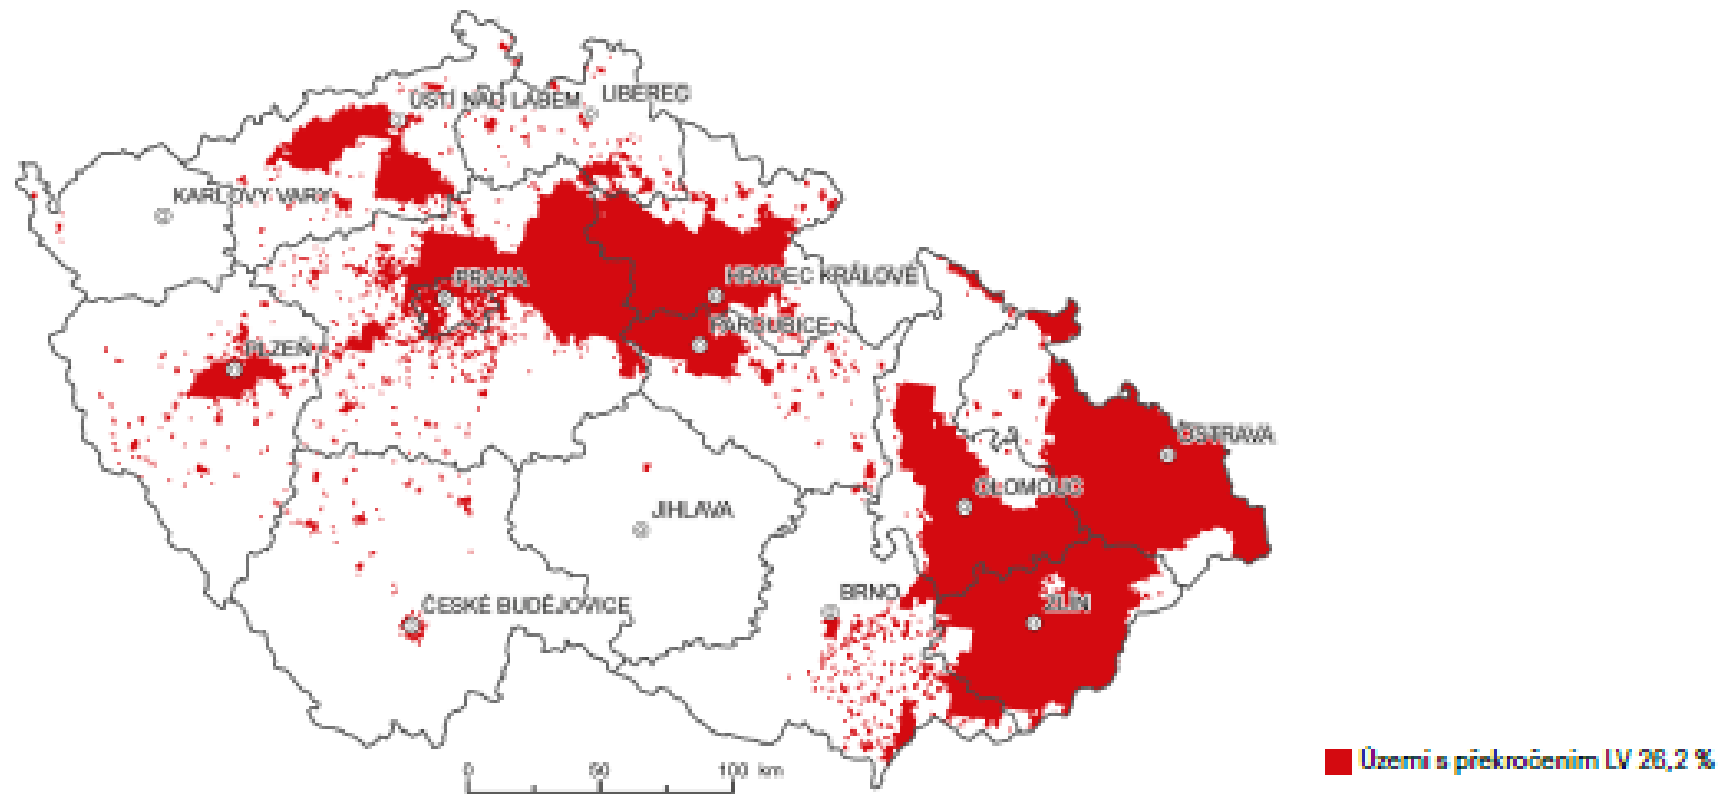 ÚSTÍ NAD LABEM
LIBEREC
KARLOVY VARY
PRAHA
HRADEC KRÁLOVÉ
PARDUBICE
PLZEŇ
OSTRAVA
OLOMOUC
JIHLAVA
BRNO
ČESKÉ BUDĚJOVICE
ZLÍN
0 50 100 km
Území s překročením LV 26,2 %